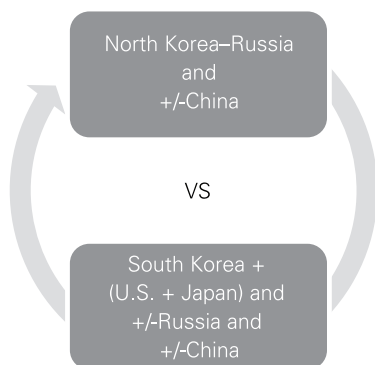 North Korea–Russia
and
+/-China
VS
South Korea +
(U.S. + Japan) and
+/-Russia and
+/-China